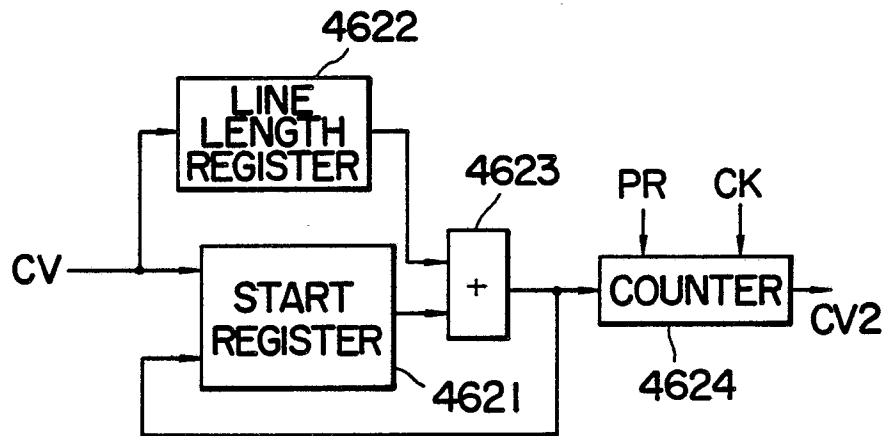 4622
LINE
LENGTH
REGISTER
4623
PR
CK
CV
START
REGISTER
+
COUNTER
CV2
4621
4624